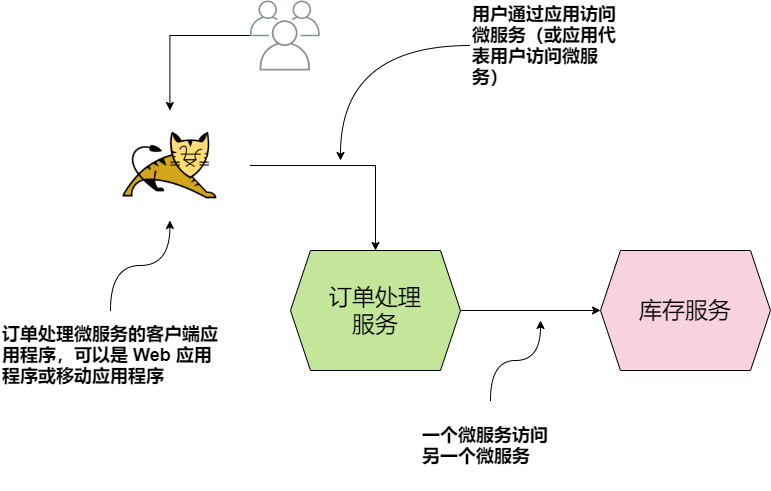 用户通过应用访问
微服务（或应用代
表用户访问微服
务）
订单处理
服务
库存服务
订单处理微服务的客户端应
用程序，可以是 Web 应用
程序或移动应用程序
一个微服务访问
另一个微服务